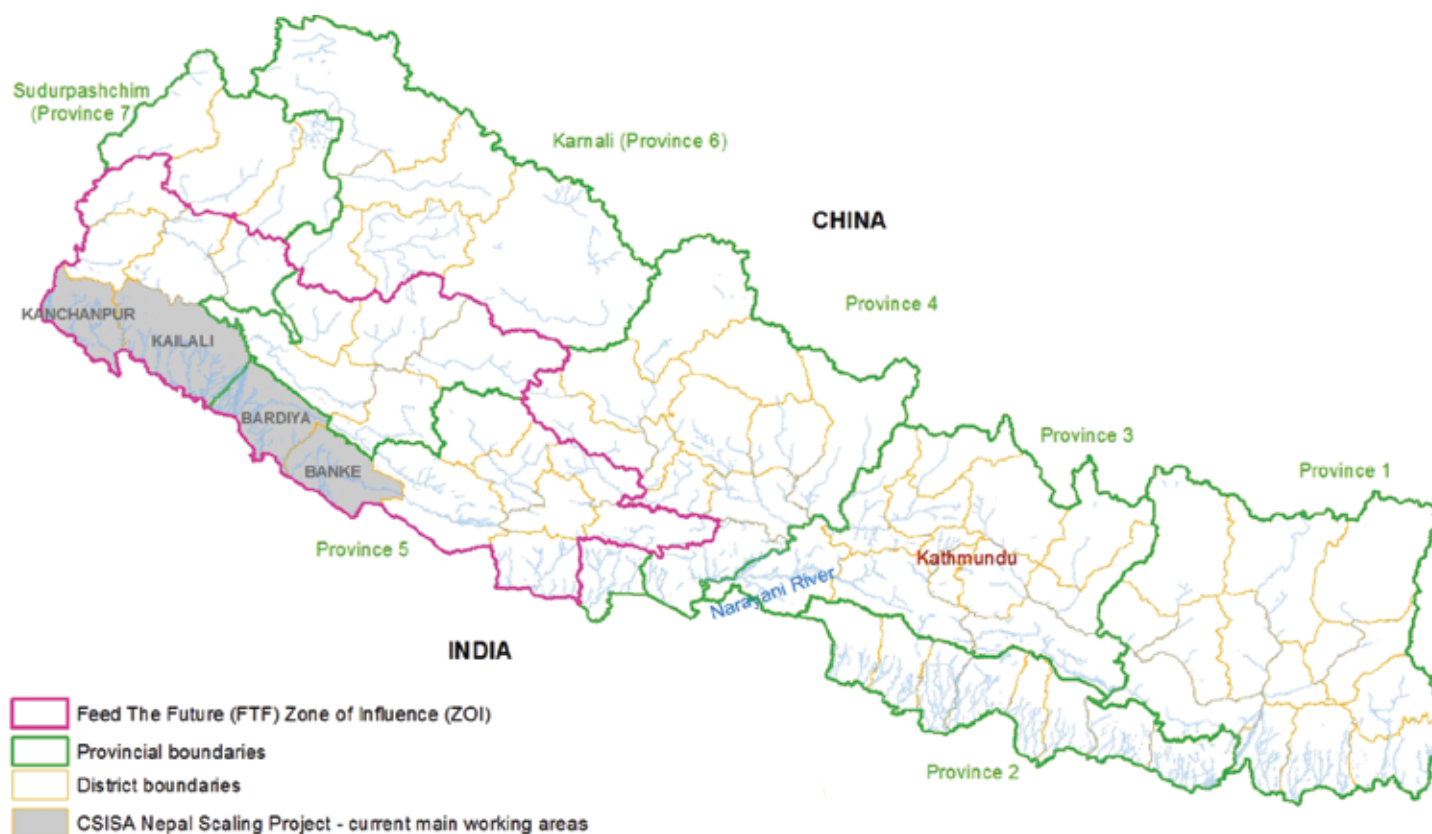 Sudurpashchim
(Province 7)
Karnali (Province 6)
CHINA
Province 4
KANCHANPUR
KAILALI
BARDIYA
BANKE
Province 3
Province 1
Province 5
Kathmundu
Narayani River
INDIA
Province 2
Feed The Future (FTF) Zone of Influence (ZOI)
Provincial boundaries
District boundaries
CSISA Nepal Scaling Project - current main working areas